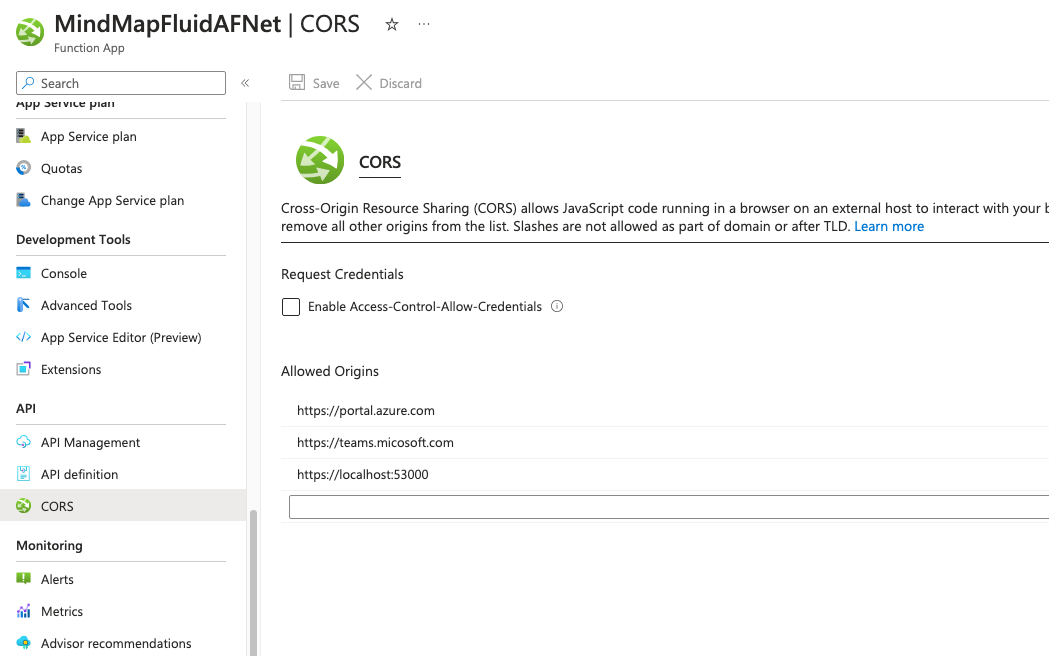 MindMapFluidAFNet | CORS
Function App
Search
Save
Discard
App Service plan
App Service plan
Quotas
Change App Service plan
Development Tools
Console
Advanced Tools
App Service Editor (Preview)
Extensions
API
API Management
API definition
CORS
Monitoring
Alerts
Metrics
Advisor recommendations
CORS
Cross-Origin Resource Sharing (CORS) allows JavaScript code running in a browser on an external host to interact with your
remove all other origins from the list. Slashes are not allowed as part of domain or after TLD. Learn more
Request Credentials
Enable Access-Control-Allow-Credentials
Allowed Origins
https://portal.azure.com
https://teams.micosoft.com
https://localhost:53000